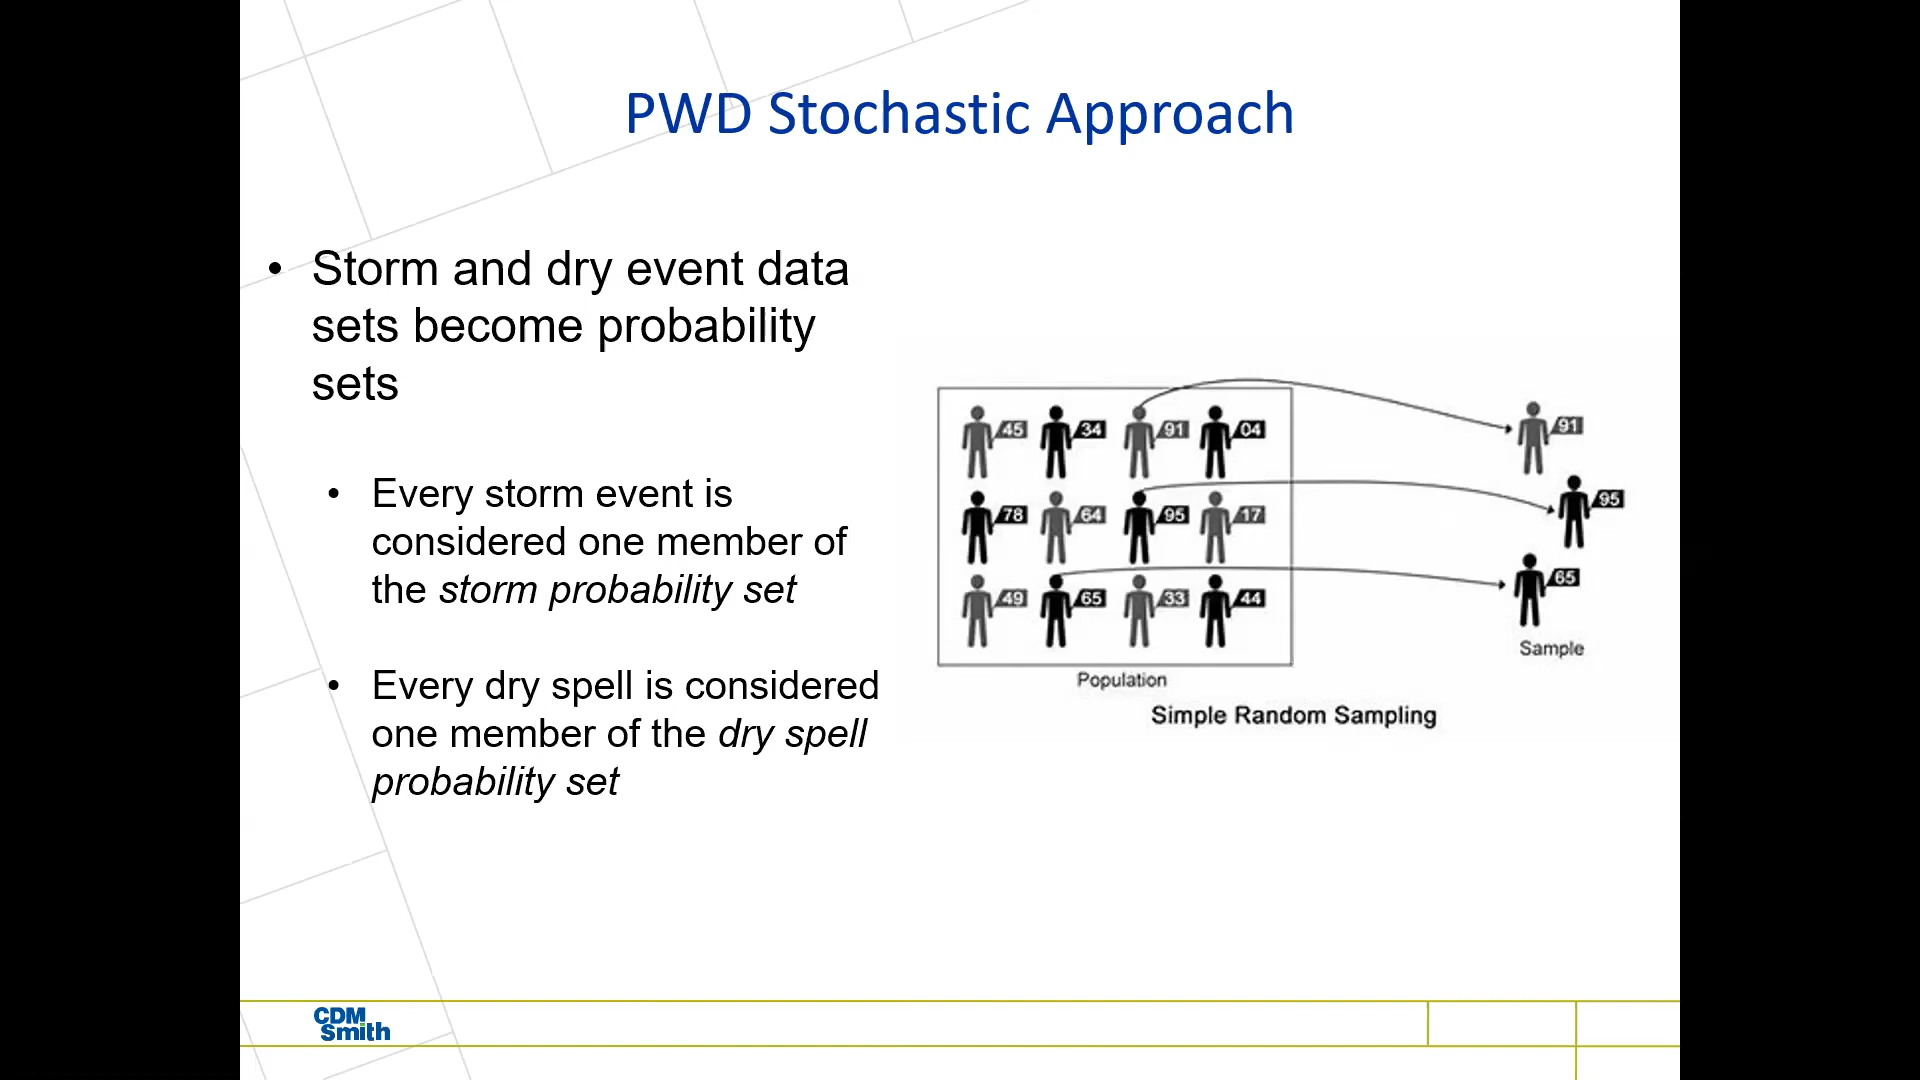 PWD Stochastic Approach
• Storm and dry event data
sets become probability
sets
• Every storm event is
considered one member of
the storm probability set
• Every dry spell is considered
one member of the dry spell
probability set
45 34 91 04
78 64 95 17
49 65 33 44
Population
91
95
65
Sample
Simple Random Sampling
CDM
Smith